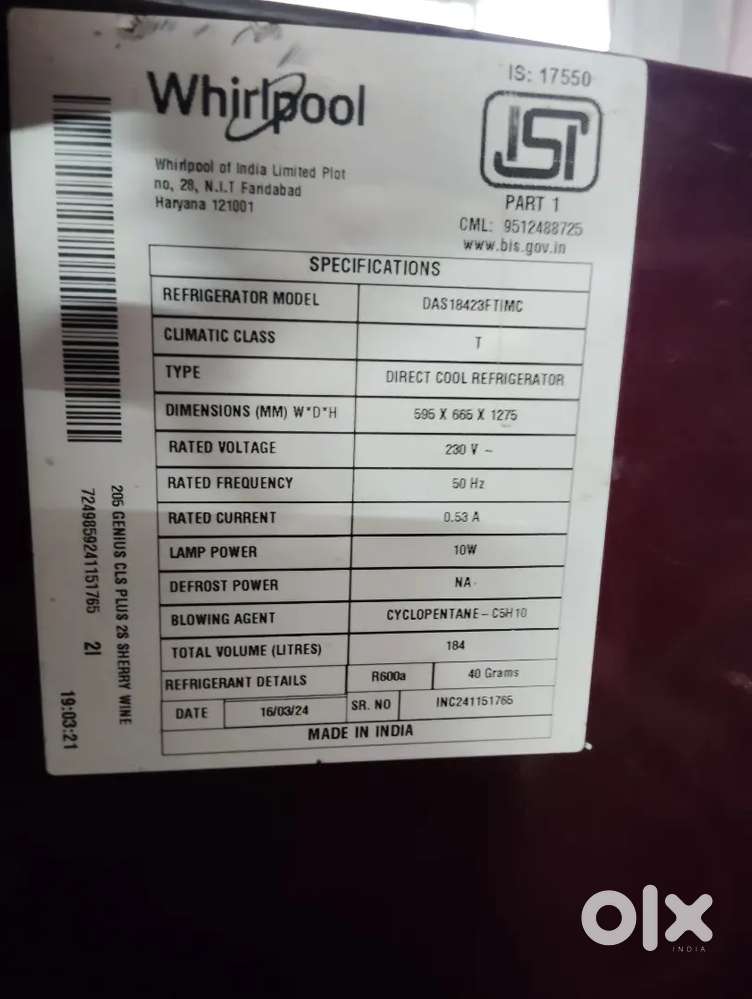 Whirlpool
Whirlpool of India Limited Plot
no, 28, N.I.T Faridabad
Haryana 121001
IS: 17550
ISI
PART 1
CML: 9512488725
www.bis.gov.in
SPECIFICATIONS
REFRIGERATOR MODEL DAS18423FTIMC
CLIMATIC CLASS T
TYPE DIRECT COOL REFRIGERATOR
DIMENSIONS (MM) W*D*H 595 X 665 X 1275
RATED VOLTAGE 230 V ~
RATED FREQUENCY 50 Hz
RATED CURRENT 0.53 A
LAMP POWER 10W
DEFROST POWER NA
BLOWING AGENT CYCLOPENTANE - C5H10
TOTAL VOLUME (LITRES) 184
REFRIGERANT DETAILS R600a 40 Grams
DATE 16/03/24 SR. NO INC241151765
MADE IN INDIA
205 GENIUS CLS PLUS 2S SHERRY WINE
7249859241151765 2I
19:03:21
olx
INDIA